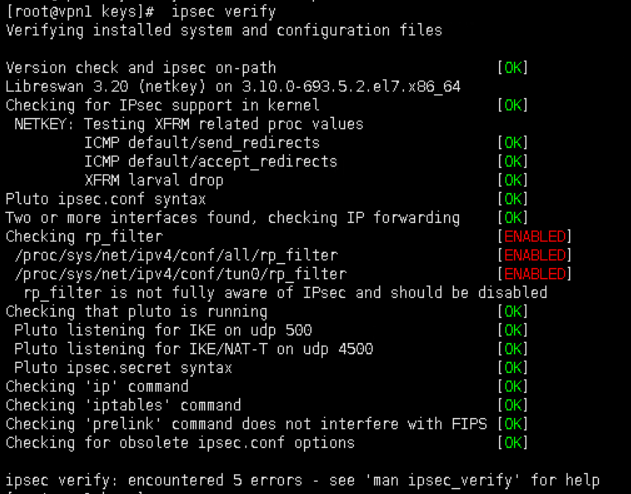 [root@vpn1 keys]#  ipsec verify
Verifying installed system and configuration files

Version check and ipsec on-path                         [OK]
Libreswan 3.20 (netkey) on 3.10.0-693.5.2.el7.x86_64
Checking for IPsec support in kernel                    [OK]
 NETKEY: Testing XFRM related proc values
         ICMP default/send_redirects                    [OK]
         ICMP default/accept_redirects                  [OK]
         XFRM larval drop                               [OK]
Pluto ipsec.conf syntax                                 [OK]
Two or more interfaces found, checking IP forwarding    [OK]
Checking rp_filter                                      [ENABLED]
 /proc/sys/net/ipv4/conf/all/rp_filter                  [ENABLED]
 /proc/sys/net/ipv4/conf/tun0/rp_filter                 [ENABLED]
  rp_filter is not fully aware of IPsec and should be disabled
Checking that pluto is running                          [OK]
 Pluto listening for IKE on udp 500                     [OK]
 Pluto listening for IKE/NAT-T on udp 4500              [OK]
 Pluto ipsec.secret syntax                              [OK]
Checking 'ip' command                                   [OK]
Checking 'iptables' command                             [OK]
Checking 'prelink' command does not interfere with FIPS [OK]
Checking for obsolete ipsec.conf options                [OK]

ipsec verify: encountered 5 errors - see 'man ipsec_verify' for help